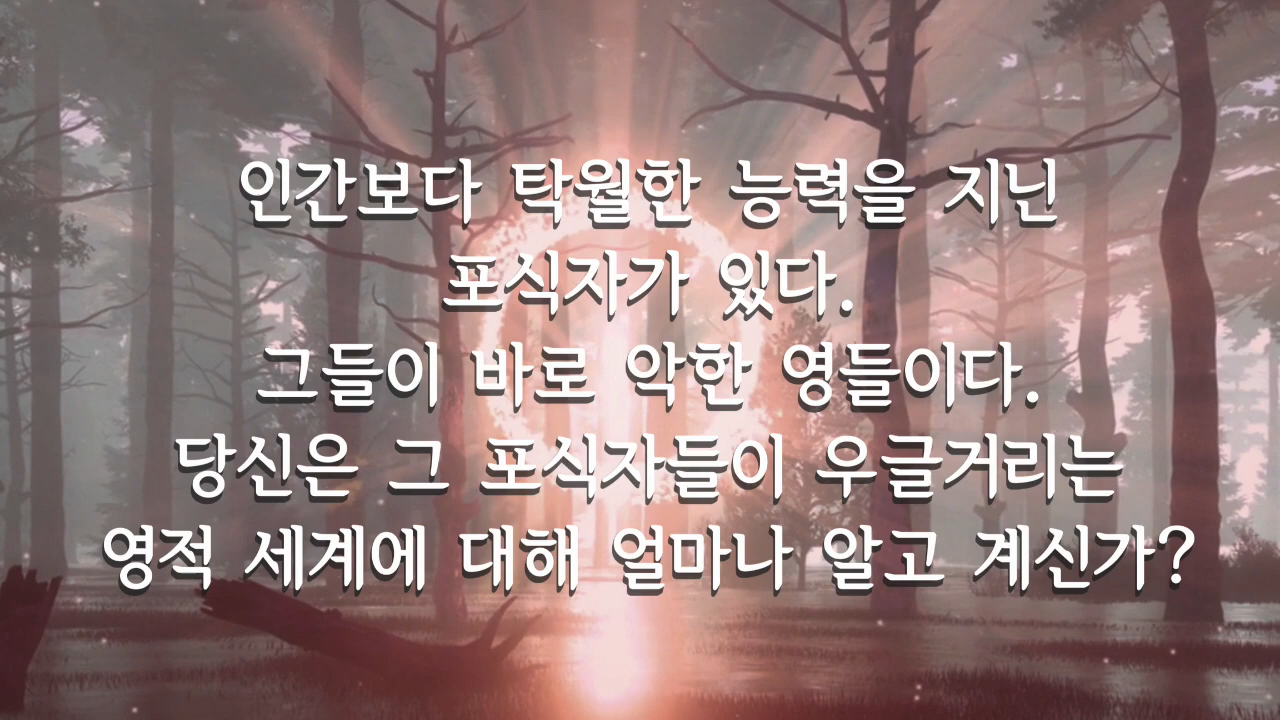 인간보다 탁월한 능력을 지닌
포식자가 있다.
그들이 바로 악한 영들이다.
당신은 그 포식자들이 우글거리는
영적 세계에 대해 얼마나 알고 계신가?